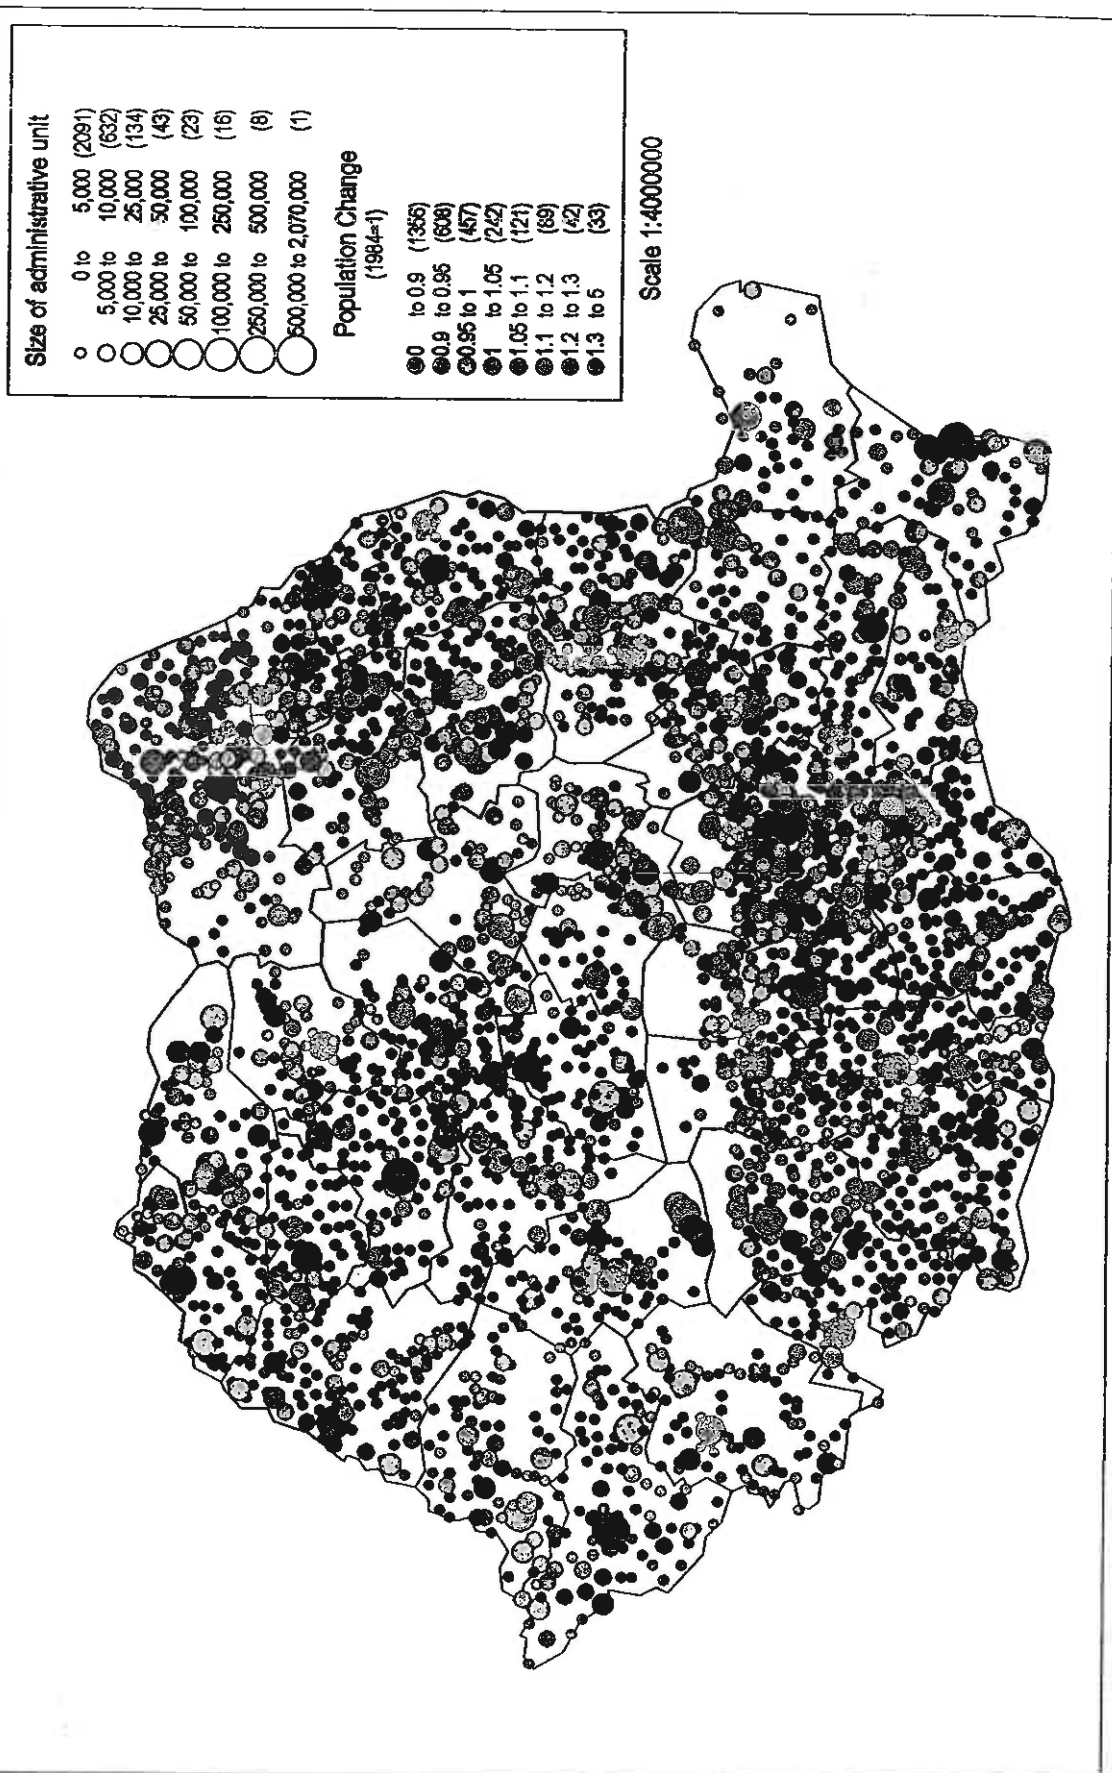 Size of administrative unit
0 to 5,000 (2091)
5,000 to 10,000 (632)
10,000 to 25,000 (134)
25,000 to 50,000 (43)
50,000 to 100,000 (23)
100,000 to 250,000 (16)
250,000 to 500,000 (8)
500,000 to 2,070,000 (1)
Population Change
(1984=1)
0 to 0.9 (1356)
0.9 to 0.95 (608)
0.95 to 1 (457)
1 to 1.05 (242)
1.05 to 1.1 (121)
1.1 to 1.2 (89)
1.2 to 1.3 (42)
1.3 to 5 (33)
Scale 1:4000000